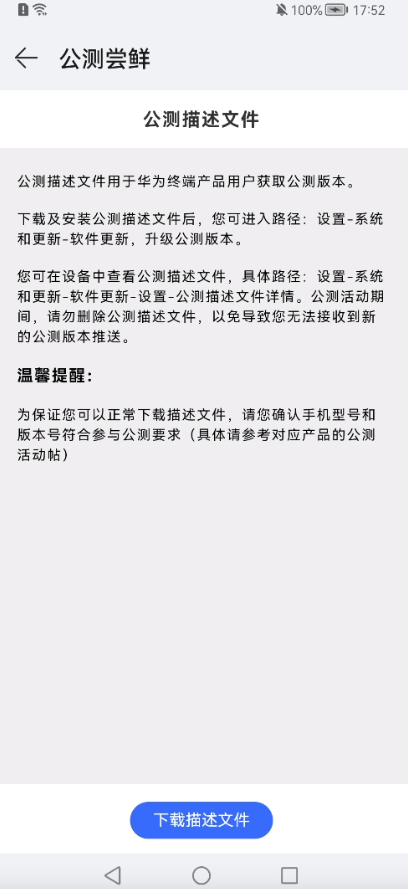 100% 17:52
公测尝鲜
公测描述文件
公测描述文件用于华为终端产品用户获取公测版本。
下载及安装公测描述文件后，您可进入路径：设置-系统
和更新-软件更新，升级公测版本。
您可在设备中查看公测描述文件，具体路径：设置-系统
和更新-软件更新-设置-公测描述文件详情。公测活动期
间，请勿删除公测描述文件，以免导致您无法接收到新
的公测版本推送。
温馨提醒：
为保证您可以正常下载描述文件，请您确认手机型号和
版本号符合参与公测要求（具体请参考对应产品的公测
活动帖）
下载描述文件